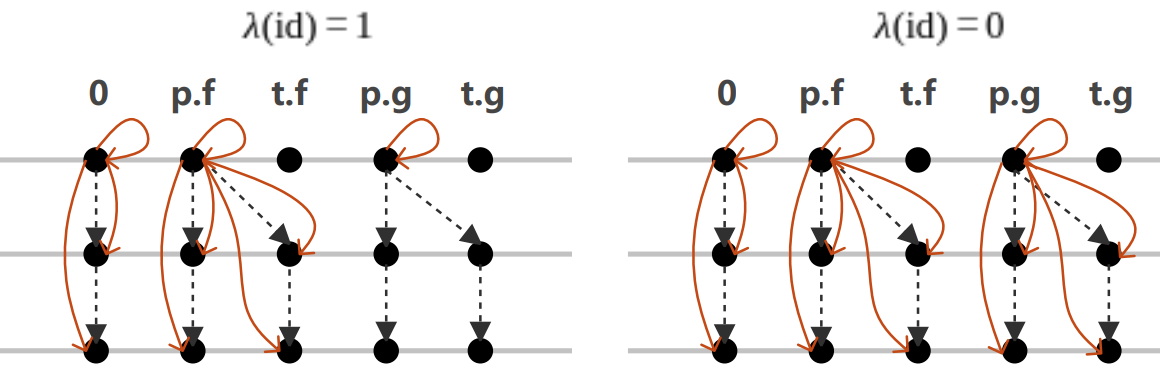 λ(id) = 1
λ(id) = 0
0 p.f t.f p.g t.g
0 p.f t.f p.g t.g